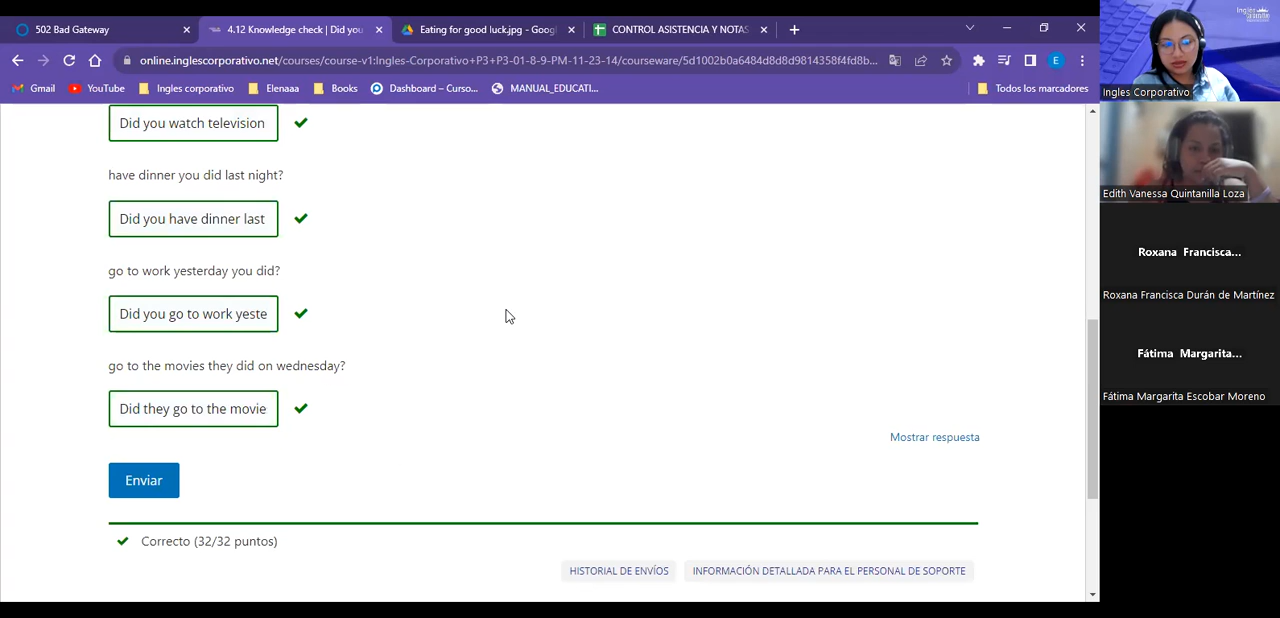 502 Bad Gateway
4.12 Knowledge check | Did you
Eating for good luck.jpg - Googl
CONTROL ASISTENCIA Y NOTAS
online.inglescorporativo.net/courses/course-v1:Ingles-Corporativo+P3+P3-01-8-9-PM-11-23-14/courseware/5d1002b0a6484d8d8d9814358f4fd8b...
E
Gmail
YouTube
Ingles corporativo
Elenaaa
Books
Dashboard – Curso...
MANUAL_EDUCATI...
Todos los marcadores
Did you watch television
have dinner you did last night?
Did you have dinner last
go to work yesterday you did?
Did you go to work yeste
go to the movies they did on wednesday?
Did they go to the movie
Mostrar respuesta
Enviar
Correcto (32/32 puntos)
HISTORIAL DE ENVÍOS
INFORMACIÓN DETALLADA PARA EL PERSONAL DE SOPORTE
Ingles Corporativo
Edith Vanessa Quintanilla Loza
Roxana Francisca...
Roxana Francisca Durán de Martínez
Fátima Margarita...
Fátima Margarita Escobar Moreno